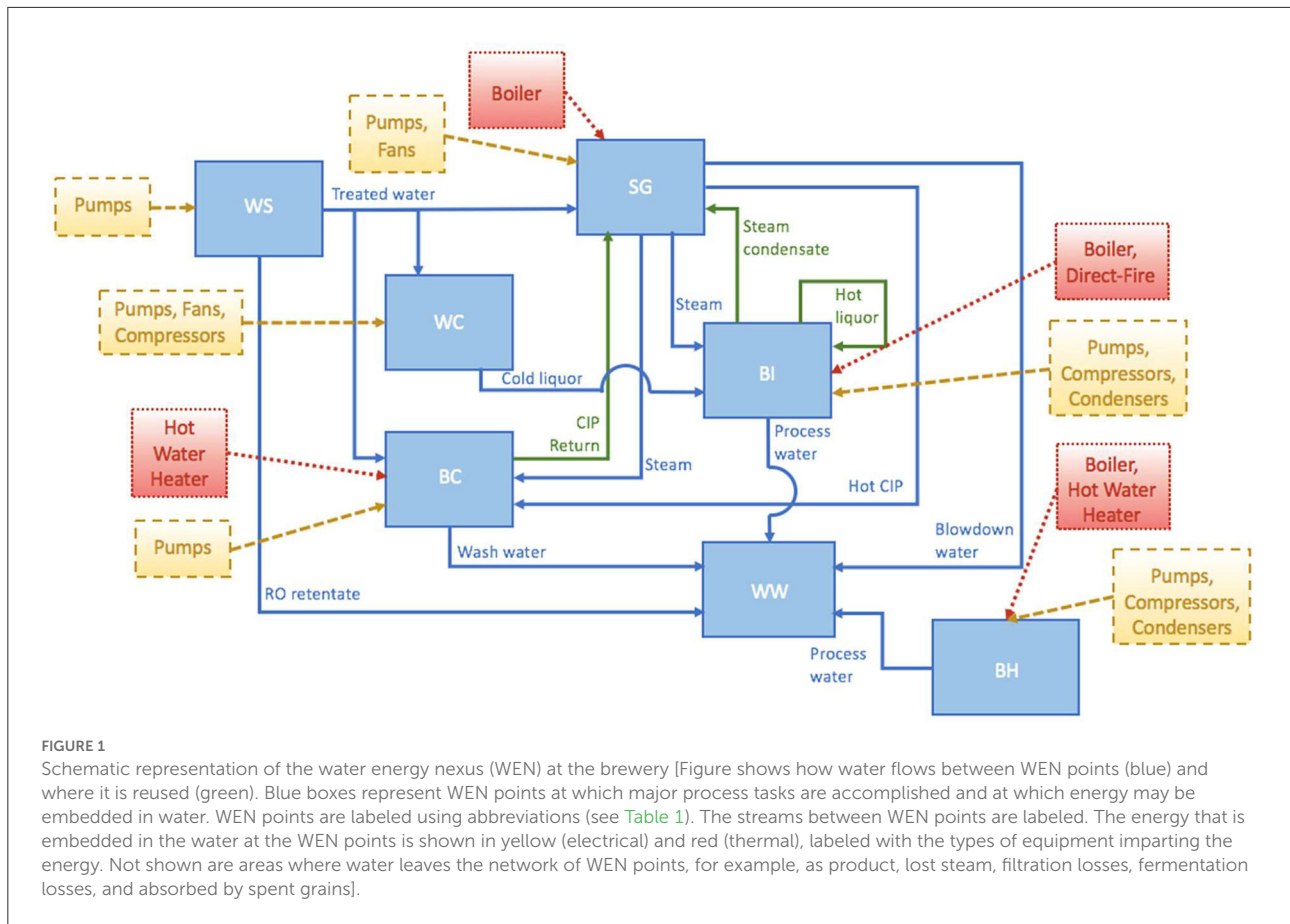 Boiler
Pumps,
Fans
Pumps
WS
Treated water
SG
Steam
condensate
Boiler,
Direct-Fire
Pumps, Fans,
Compressors
WC
Steam
Hot
liquor
BI
Pumps,
Compressors,
Condensers
Cold liquor
Hot
Water
Heater
CIP
Return
Process
water
BC
Steam
Hot CIP
Boiler,
Hot Water
Heater
Pumps
Wash water
Blowdown
water
WW
RO retentate
Pumps,
Compressors,
Condensers
Process
water
BH
FIGURE 1
Schematic representation of the water energy nexus (WEN) at the brewery [Figure shows how water flows between WEN points (blue) and
where it is reused (green). Blue boxes represent WEN points at which major process tasks are accomplished and at which energy may be
embedded in water. WEN points are labeled using abbreviations (see Table 1). The streams between WEN points are labeled. The energy that is
embedded in the water at the WEN points is shown in yellow (electrical) and red (thermal), labeled with the types of equipment imparting the
energy. Not shown are areas where water leaves the network of WEN points, for example, as product, lost steam, filtration losses, fermentation
losses, and absorbed by spent grains].